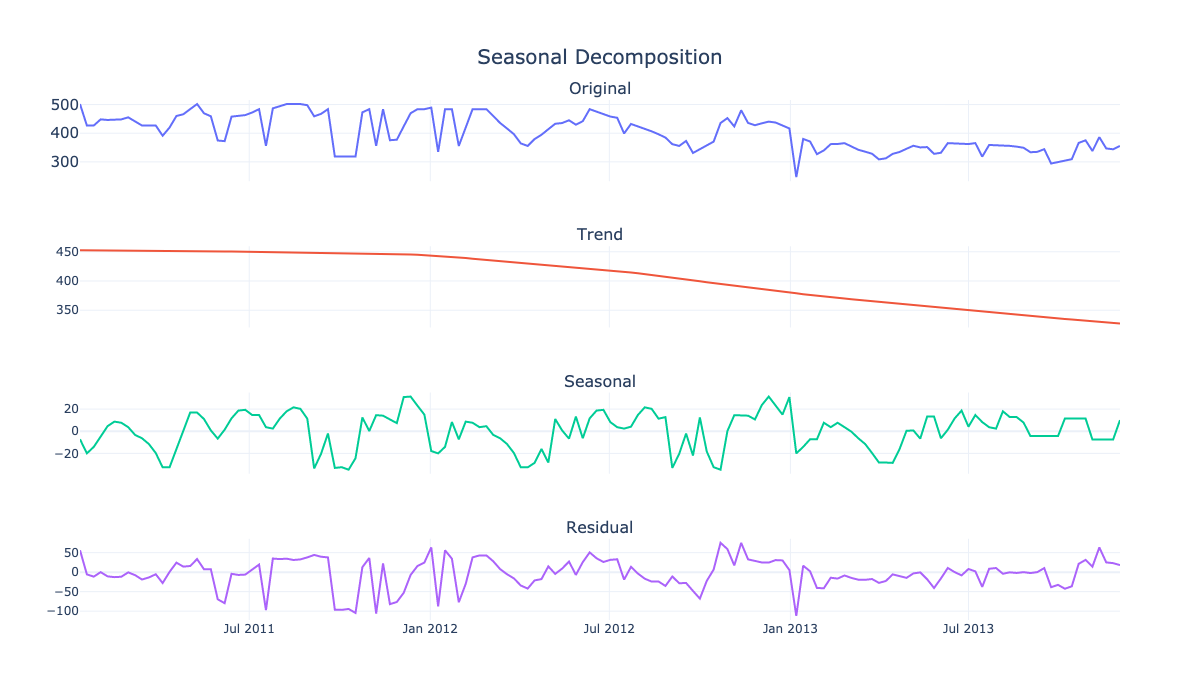 Seasonal Decomposition
Original
500
400
300
Trend
450
400
350
Seasonal
20
0
−20
Residual
50
0
−50
−100
Jul 2011 Jan 2012 Jul 2012 Jan 2013 Jul 2013